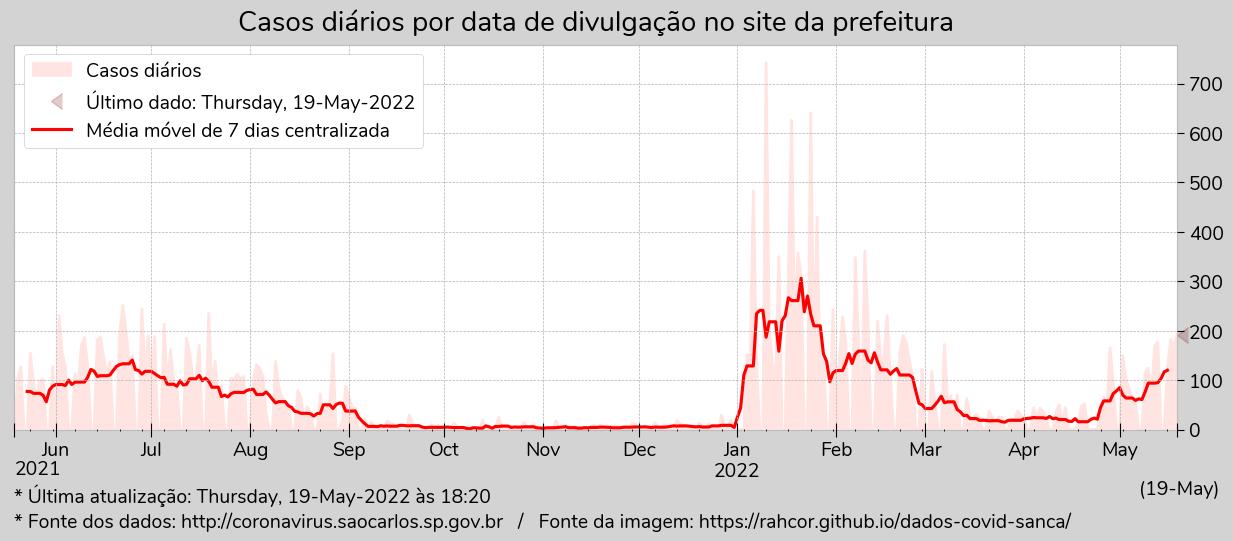 Casos diários por data de divulgação no site da prefeitura
Casos diários
Último dado: Thursday, 19-May-2022
Média móvel de 7 dias centralizada
700
600
500
400
300
200
100
0
Jun Jul Aug Sep Oct Nov Dec Jan Feb Mar Apr May
2021 2022
(19-May)
* Última atualização: Thursday, 19-May-2022 às 18:20
* Fonte dos dados: http://coronavirus.saocarlos.sp.gov.br / Fonte da imagem: https://rahcor.github.io/dados-covid-sanca/